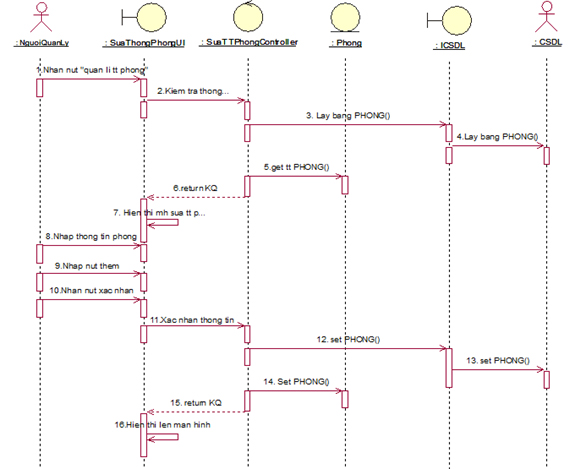 : NguoiQuanLy
: SuaThongPhongUI
: SuaTTPhongController
: Phong
: ICSDL
: CSDL
1.Nhan nut "quan li tt phong"
2.Kiem tra thong...
3. Lay bang PHONG()
4.Lay bang PHONG()
5.get tt PHONG()
6.return KQ
7. Hien thi mh sua tt p...
8.Nhap thong tin phong
9.Nhap nut them
10.Nhan nut xac nhan
11.Xac nhan thong tin
12. set PHONG()
13. set PHONG()
14. Set PHONG()
15. return KQ
16.Hien thi len man hinh